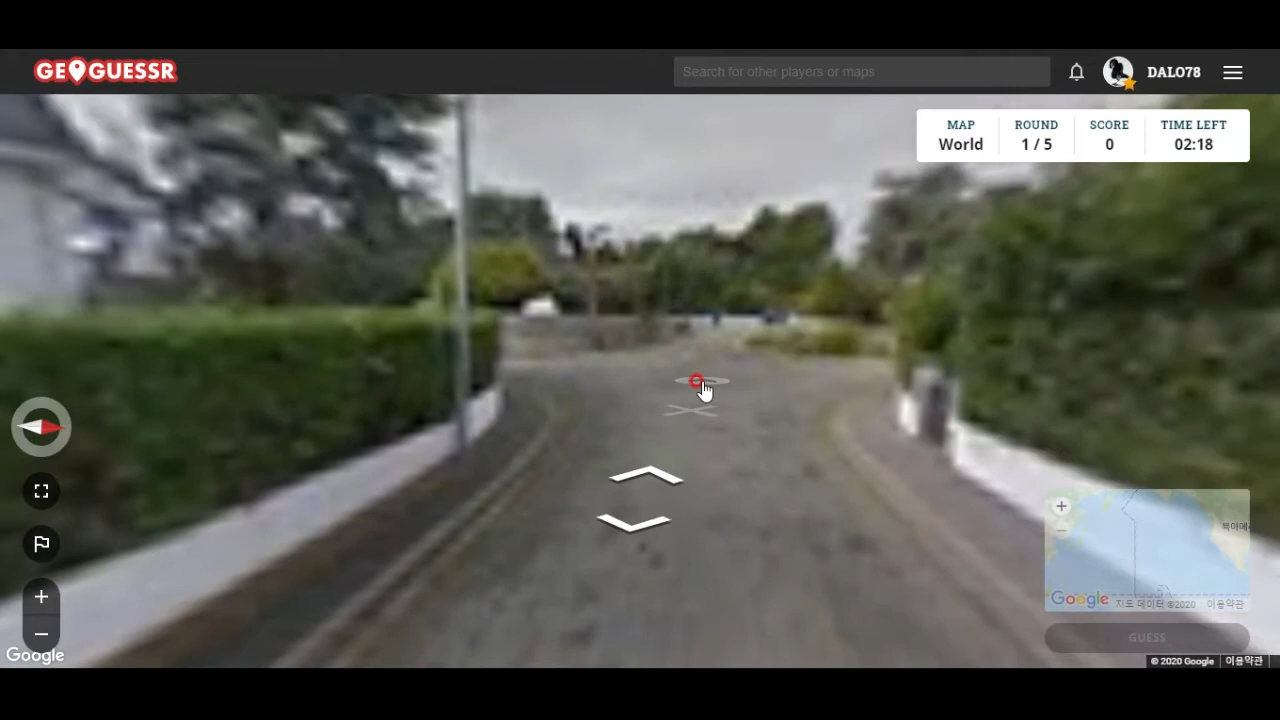 GEOGUESSR
Search for other players or maps
DALO78
MAP
World
ROUND
1 / 5
SCORE
0
TIME LEFT
02:18
Google
지도 데이터 ©2020
이용약관
GUESS
Google
© 2020 Google
이용약관